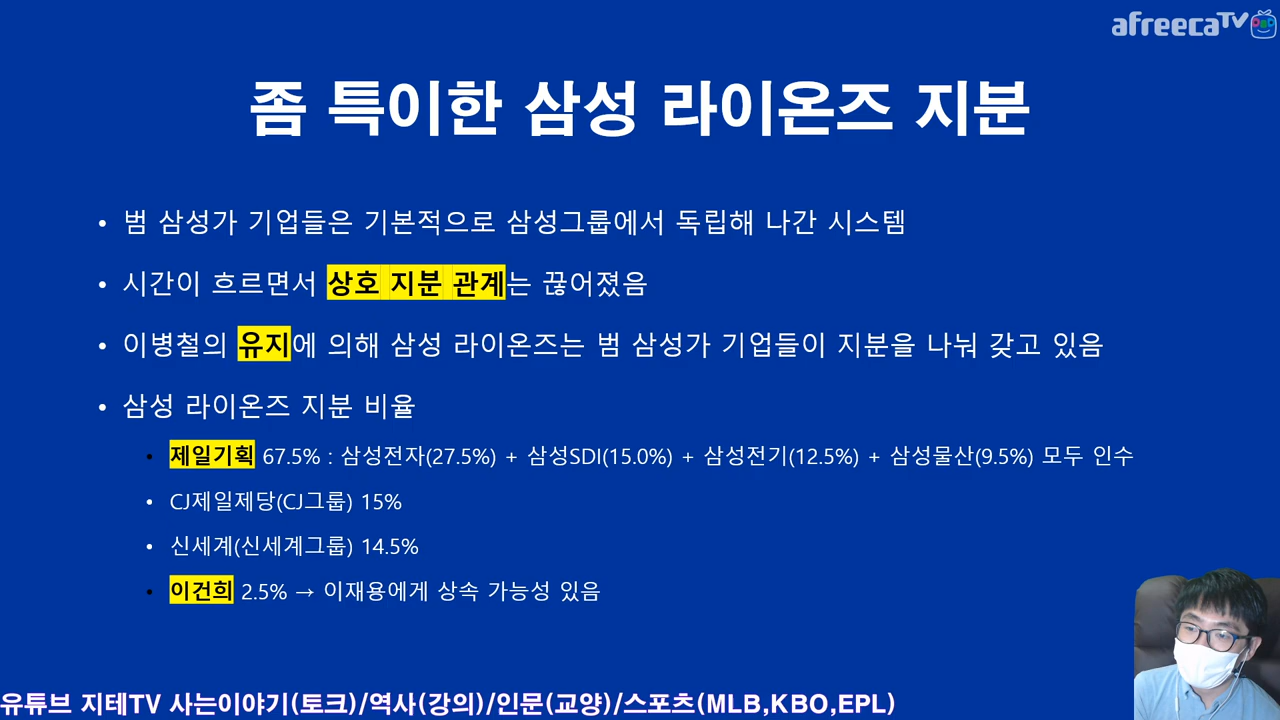 afreecaTV
좀 특이한 삼성 라이온즈 지분
• 범 삼성가 기업들은 기본적으로 삼성그룹에서 독립해 나간 시스템
• 시간이 흐르면서 상호 지분 관계는 끊어졌음
• 이병철의 유지에 의해 삼성 라이온즈는 범 삼성가 기업들이 지분을 나눠 갖고 있음
• 삼성 라이온즈 지분 비율
• 제일기획 67.5% : 삼성전자(27.5%) + 삼성SDI(15.0%) + 삼성전기(12.5%) + 삼성물산(9.5%) 모두 인수
• CJ제일제당(CJ그룹) 15%
• 신세계(신세계그룹) 14.5%
• 이건희 2.5% → 이재용에게 상속 가능성 있음
유튜브 지테TV 사는이야기(토크)/역사(강의)/인문(교양)/스포츠(MLB,KBO,EPL)